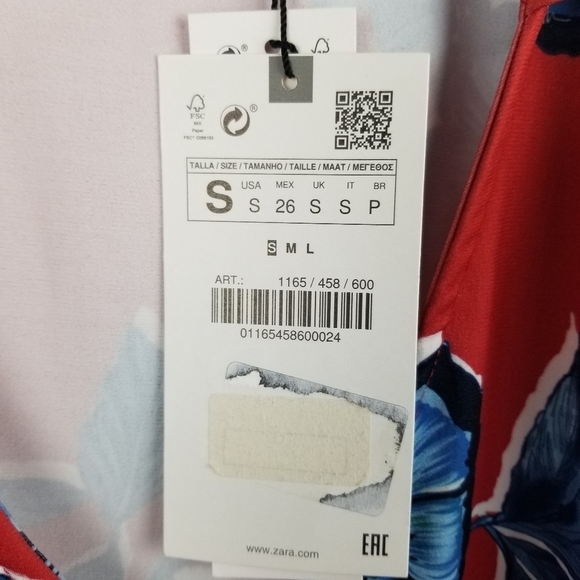 FSC
Paper
TALLA / SIZE / TAMANHO / TAILLE / MAAT / ΜΕΓΕΘΟΣ
S
USA MEX UK IT BR
S 26 S S P
S M L
ART.: 1165 / 458 / 600
01165458600024
www.zara.com
EAC